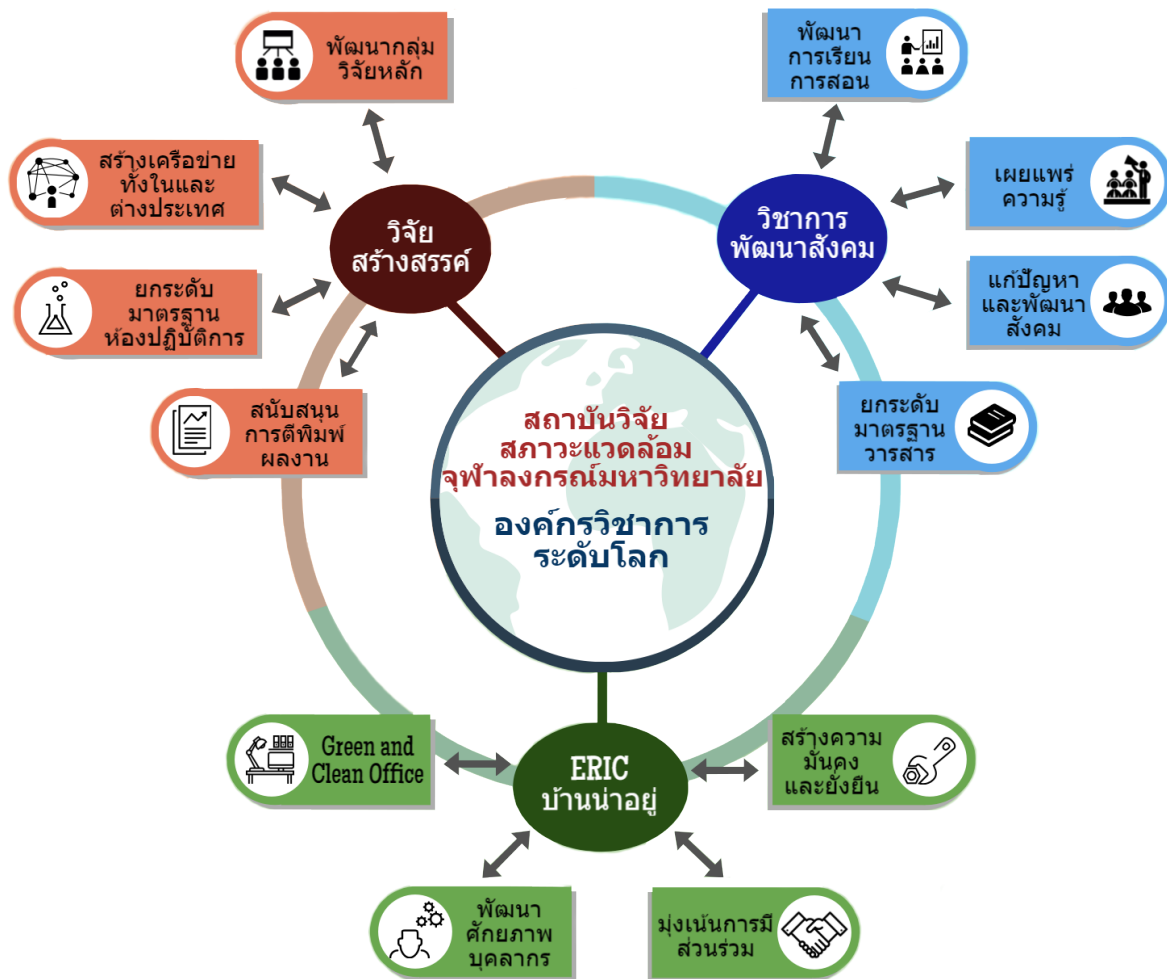 พัฒนากลุ่ม
วิจัยหลัก
สร้างเครือข่าย
ทั้งในและ
ต่างประเทศ
ยกระดับ
มาตรฐาน
ห้องปฏิบัติการ
สนับสนุน
การตีพิมพ์
ผลงาน
วิจัย
สร้างสรรค์
พัฒนา
การเรียน
การสอน
เผยแพร่
ความรู้
แก้ปัญหา
และพัฒนา
สังคม
ยกระดับ
มาตรฐาน
วารสาร
วิชาการ
พัฒนาสังคม
สถาบันวิจัย
สภาวะแวดล้อม
จุฬาลงกรณ์มหาวิทยาลัย
องค์กรวิชาการ
ระดับโลก
Green and
Clean Office
ERIC
บ้านน่าอยู่
สร้างความ
มั่นคง
และยั่งยืน
พัฒนา
ศักยภาพ
บุคลากร
มุ่งเน้นการมี
ส่วนร่วม